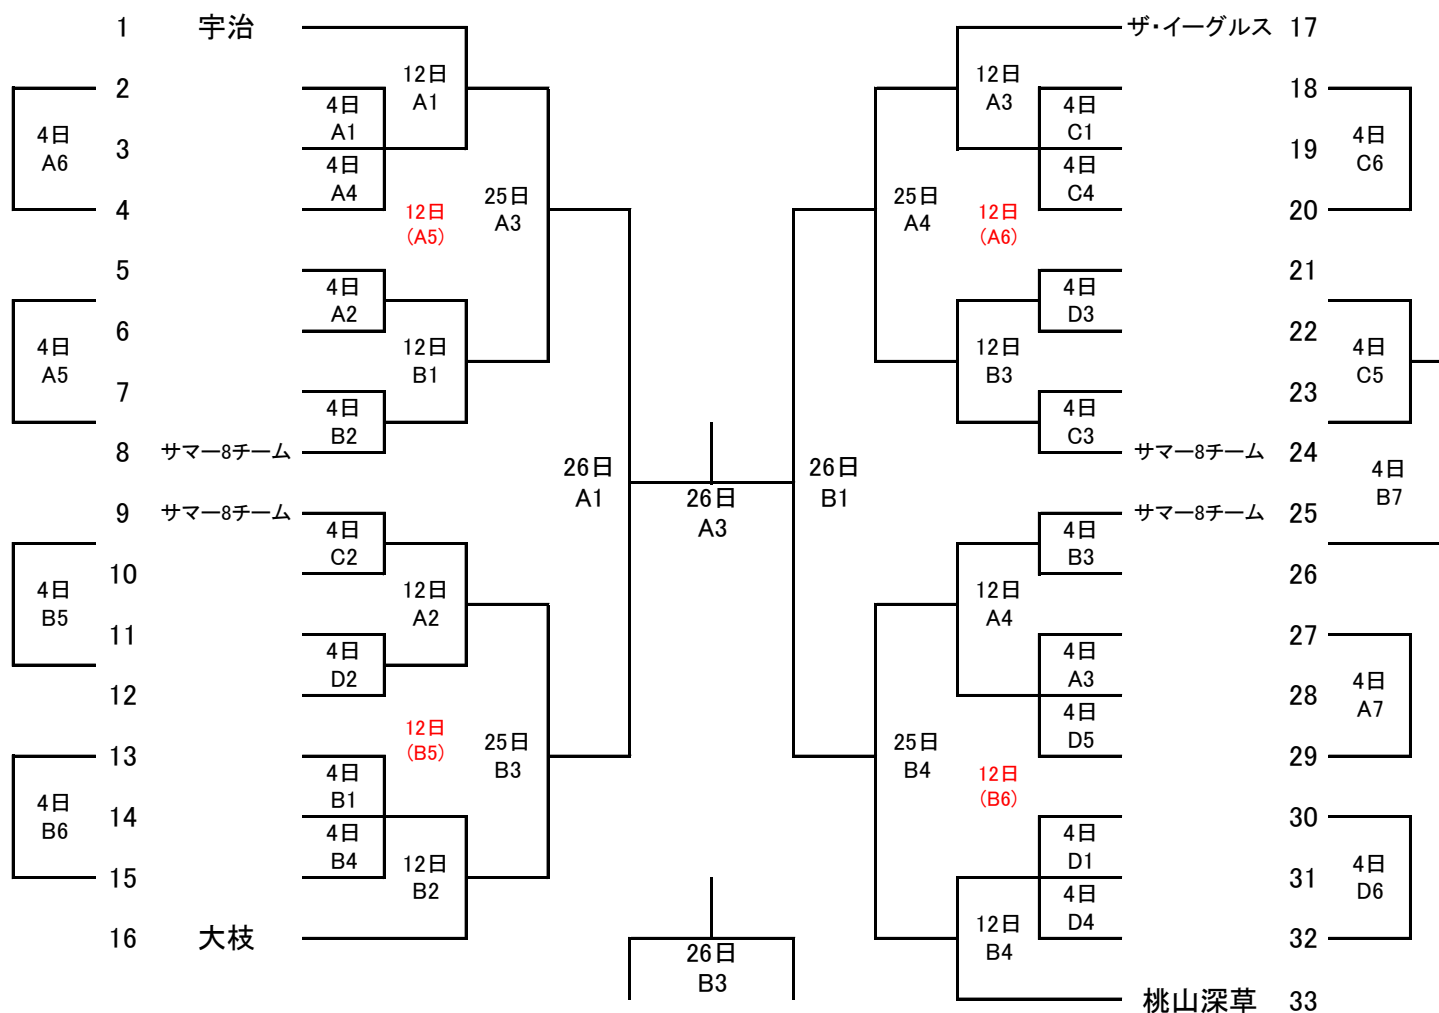 1 宇治
2
3
4
5
6
7
8 サマー8チーム
9 サマー8チーム
10
11
12
13
14
15
16 大枝
4日
A6
4日
A5
4日
B5
4日
B6
4日
A1
4日
A4
4日
A2
4日
B2
4日
C2
4日
D2
4日
B1
4日
B4
12日
A1
12日
(A5)
12日
B1
12日
A2
12日
(B5)
12日
B2
25日
A3
25日
B3
26日
A1
26日
A3
26日
B3
26日
B1
25日
A4
25日
B4
12日
A3
12日
(A6)
12日
B3
12日
A4
12日
(B6)
12日
B4
4日
C1
4日
C4
4日
D3
4日
C3
4日
B3
4日
A3
4日
D5
4日
D1
4日
D4
ザ・イーグルス 17
18
19
20
21
22
23
サマー8チーム 24
サマー8チーム 25
26
27
28
29
30
31
32
桃山深草 33
4日
C6
4日
C5
4日
B7
4日
A7
4日
D6